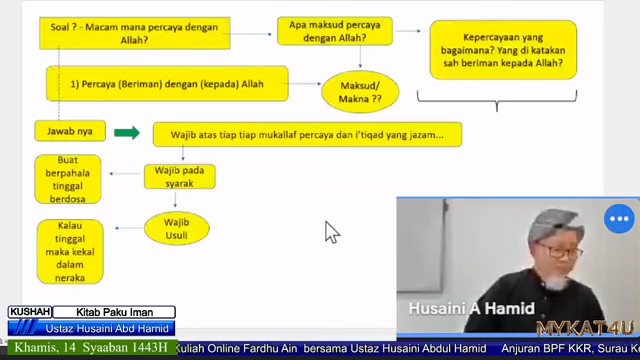 Soal ? - Macam mana percaya dengan
Allah?
Apa maksud percaya
dengan Allah?
Kepercayaan yang
bagaimana? Yang di katakan
sah beriman kepada Allah?
1) Percaya (Beriman) dengan (kepada) Allah
Maksud/
Makna ??
Jawab nya
Wajib atas tiap tiap mukallaf percaya dan i'tiqad yang jazam...
Buat
berpahala
tinggal
berdosa
Wajib pada
syarak
Wajib
Usuli
Kalau
tinggal
maka kekal
dalam
neraka
Husaini A Hamid
MYKAT4U
KUSHAH
Kitab Paku Iman
Ustaz Husaini Abd Hamid
Khamis, 14 Syaaban 1443H
Kuliah Online Fardhu Ain bersama Ustaz Husaini Abdul Hamid Anjuran BPF KKR, Surau K